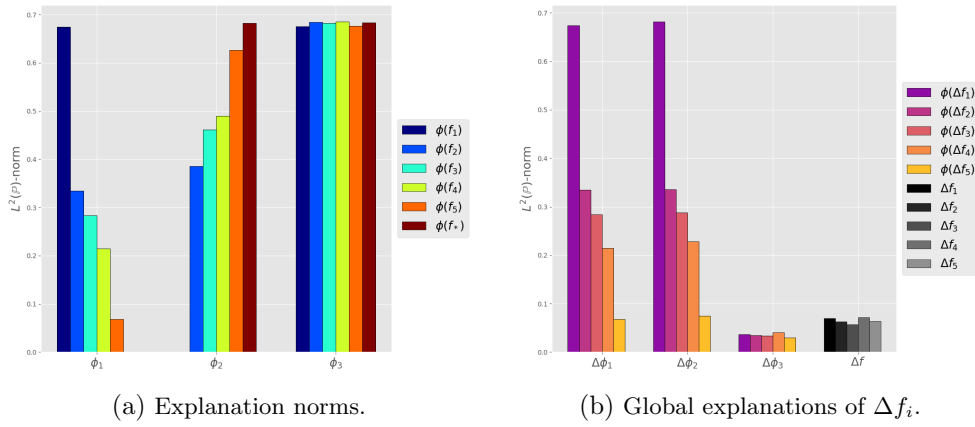 0.7
0.6
0.5
0.4
0.3
0.2
0.1
0.0
L²(ℙ)-norm
ϕ₁
ϕ₂
ϕ₃
ϕ(f₁)
ϕ(f₂)
ϕ(f₃)
ϕ(f₄)
ϕ(f₅)
ϕ(f*)
(a) Explanation norms.
0.7
0.6
0.5
0.4
0.3
0.2
0.1
0.0
L²(ℙ)-norm
Δϕ₁
Δϕ₂
Δϕ₃
Δf
ϕ(Δf₁)
ϕ(Δf₂)
ϕ(Δf₃)
ϕ(Δf₄)
ϕ(Δf₅)
Δf₁
Δf₂
Δf₃
Δf₄
Δf₅
(b) Global explanations of Δfᵢ.